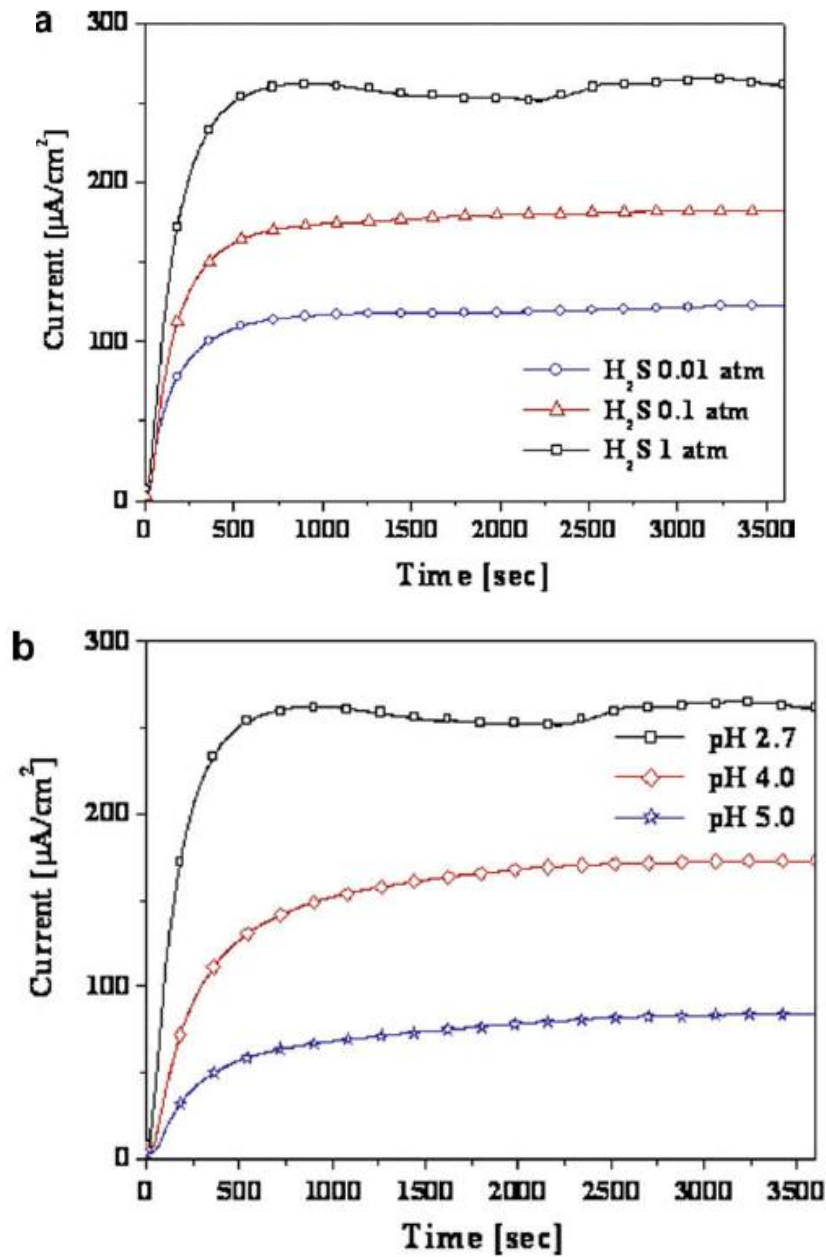 a
300
200
100
0
Current [µA/cm²]
H₂S 0.01 atm
H₂S 0.1 atm
H₂S 1 atm
0 500 1000 1500 2000 2500 3000 3500
Time [sec]
b
300
200
100
0
Current [µA/cm²]
pH 2.7
pH 4.0
pH 5.0
0 500 1000 1500 2000 2500 3000 3500
Time [sec]